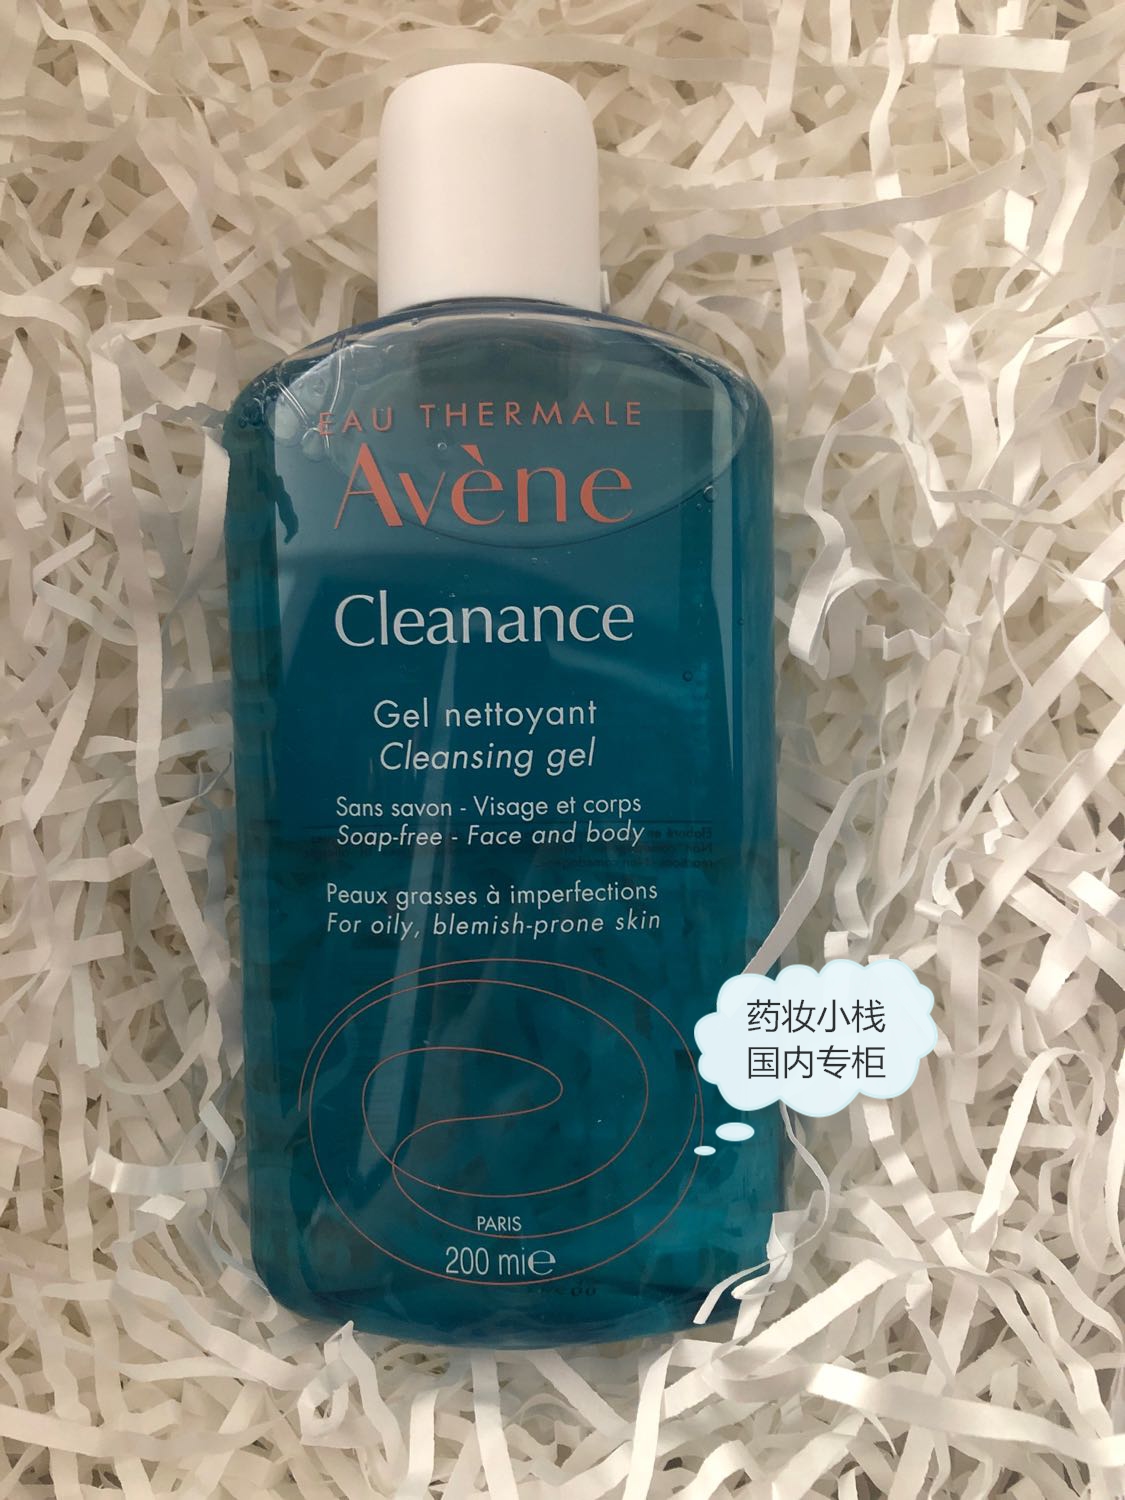 EAU THERMALE
Avène
Cleanance
Gel nettoyant
Cleansing gel
Sans savon - Visage et corps
Soap-free - Face and body
Peaux grasses à imperfections
For oily, blemish-prone skin
药妆小栈
国内专柜
PARIS
200 ml e